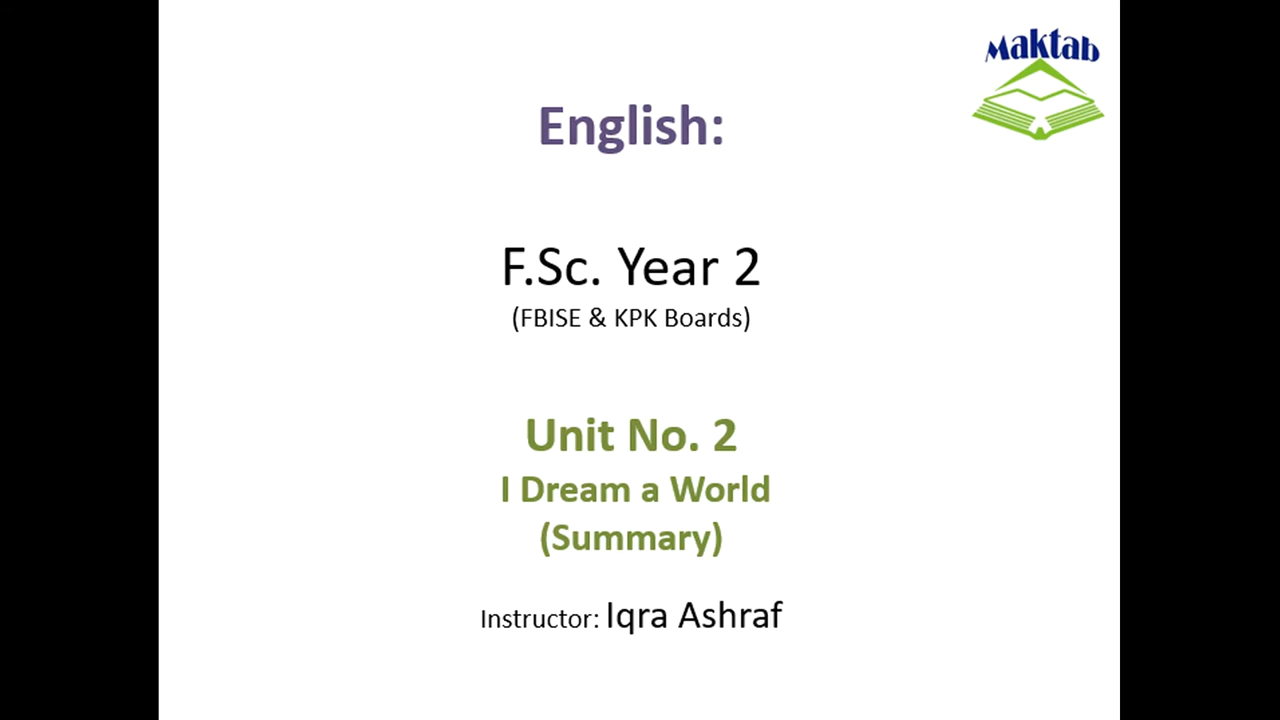 Maktab
English:
F.Sc. Year 2
(FBISE & KPK Boards)
Unit No. 2
I Dream a World
(Summary)
Instructor: Iqra Ashraf